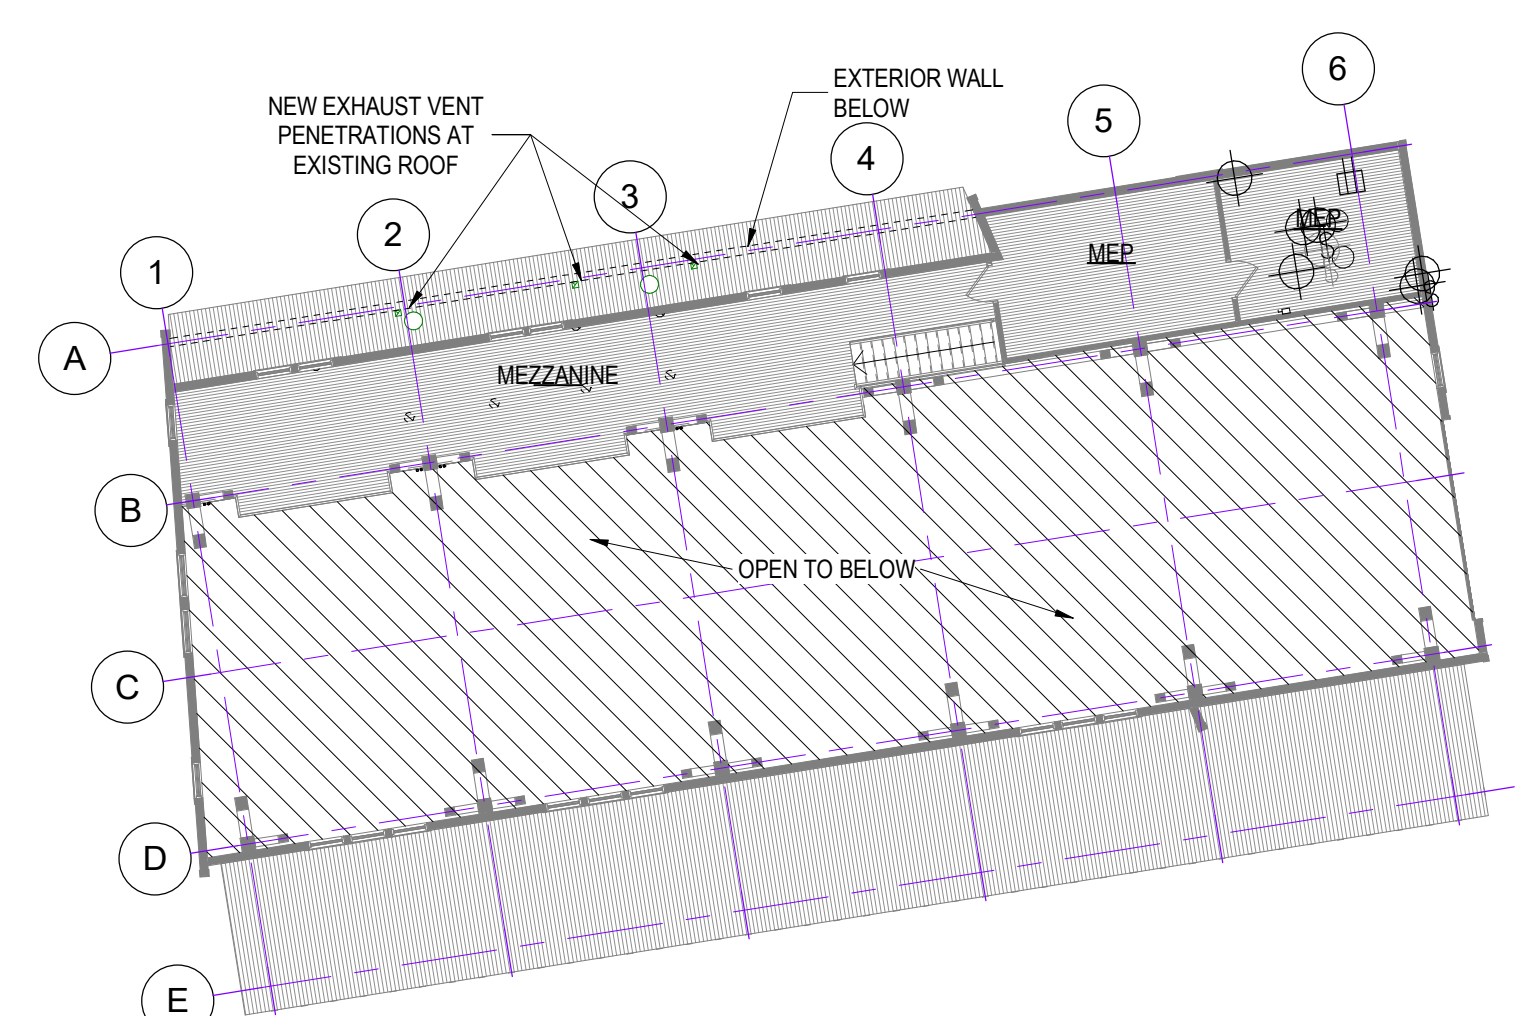 6
EXTERIOR WALL
BELOW
NEW EXHAUST VENT
PENETRATIONS AT
EXISTING ROOF
5
4
3
2
1
MEP
MEP
A
MEZZANINE
B
OPEN TO BELOW
C
D
E